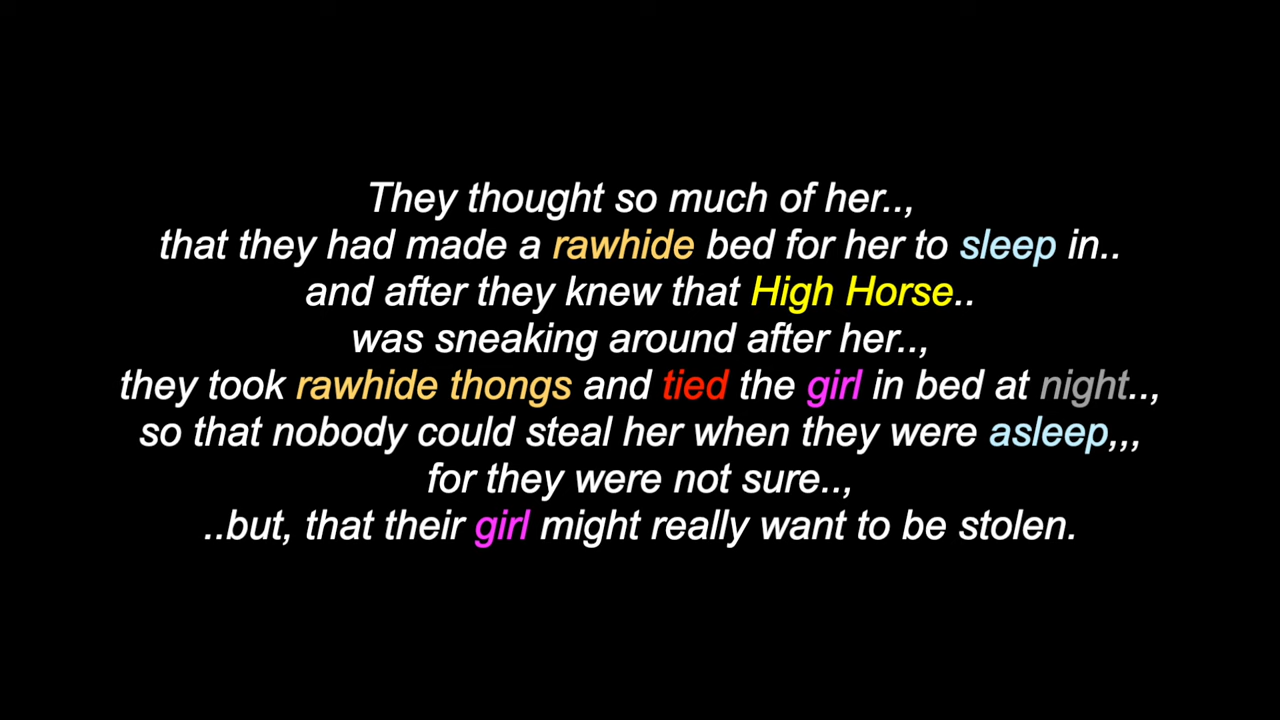 They thought so much of her..,
that they had made a rawhide bed for her to sleep in..
and after they knew that High Horse..
was sneaking around after her..,
they took rawhide thongs and tied the girl in bed at night..,
so that nobody could steal her when they were asleep,,,
for they were not sure..,
..but, that their girl might really want to be stolen.